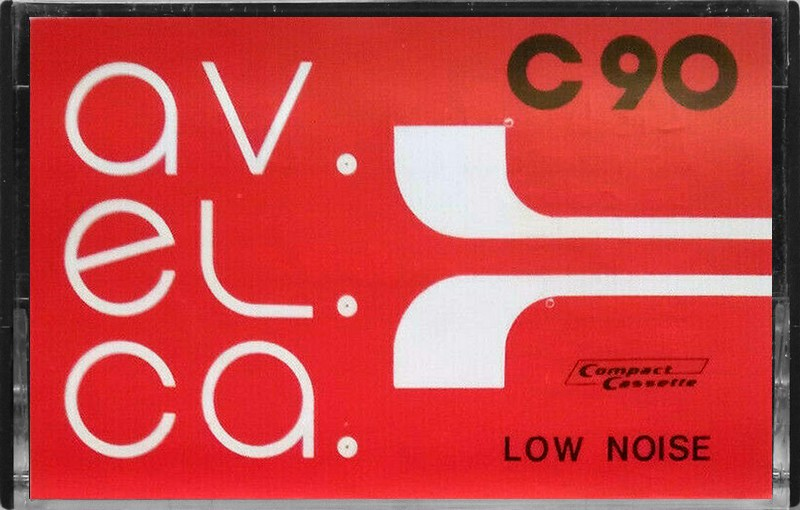 av.
el.
ca.
C90
Compact
Cassette
LOW NOISE